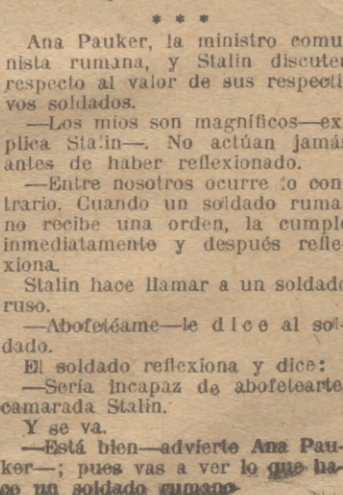 * * *
Ana Pauker, la ministro comu
nista rumana, y Stalin discuten
respecto al valor de sus respecti
vos soldados.
—Los míos son magníficos—ex
plica Stalin—. No actúan jamás
antes de haber reflexionado.
—Entre nosotros ocurre lo con
trario. Cuando un soldado ruma
no recibe una orden, la cumple
inmediatamente y después refle
xiona.
Stalin hace llamar a un soldado
ruso.
—Abofetéame—le dice al sol-
dado.
El soldado reflexiona y dice:
—Sería incapaz de abofetearte,
camarada Stalin.
Y se va.
—Está bien—advierte Ana Pau-
ker—; pues vas a ver lo que ha-
ce un soldado rumano